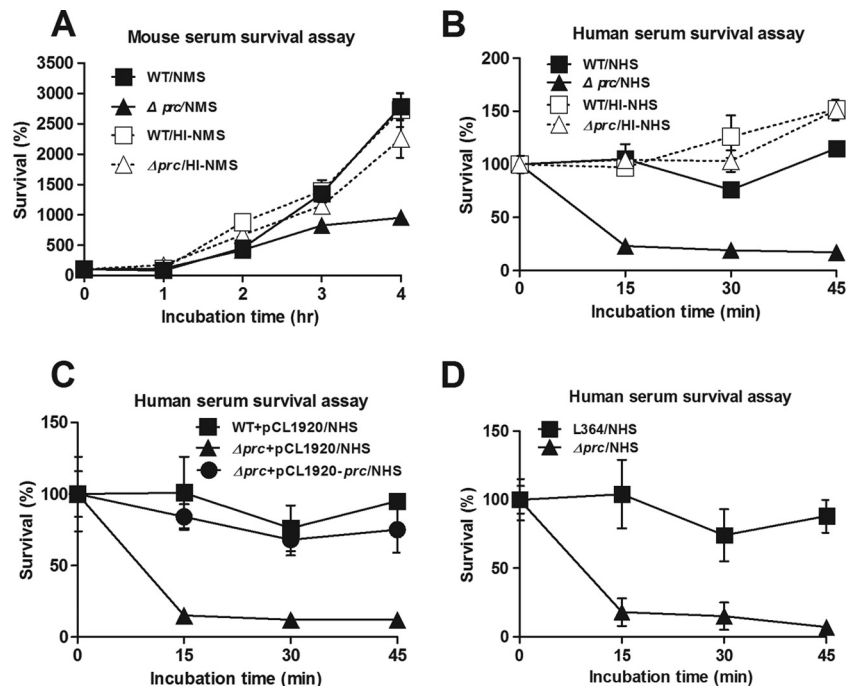 A
Mouse serum survival assay
WT/NMS
Δ prc/NMS
WT/HI-NMS
Δprc/HI-NMS
Survival (%)
3500
3000
2500
2000
1500
1000
500
0
0 1 2 3 4
Incubation time (hr)
B
Human serum survival assay
WT/NHS
Δ prc/NHS
WT/HI-NHS
Δprc/HI-NHS
Survival (%)
200
150
100
50
0
0 15 30 45
Incubation time (min)
C
Human serum survival assay
WT+pCL1920/NHS
Δprc+pCL1920/NHS
Δprc+pCL1920-prc/NHS
Survival (%)
150
100
50
0
0 15 30 45
Incubation time (min)
D
Human serum survival assay
L364/NHS
Δprc/NHS
Survival (%)
150
100
50
0
0 15 30 45
Incubation time (min)